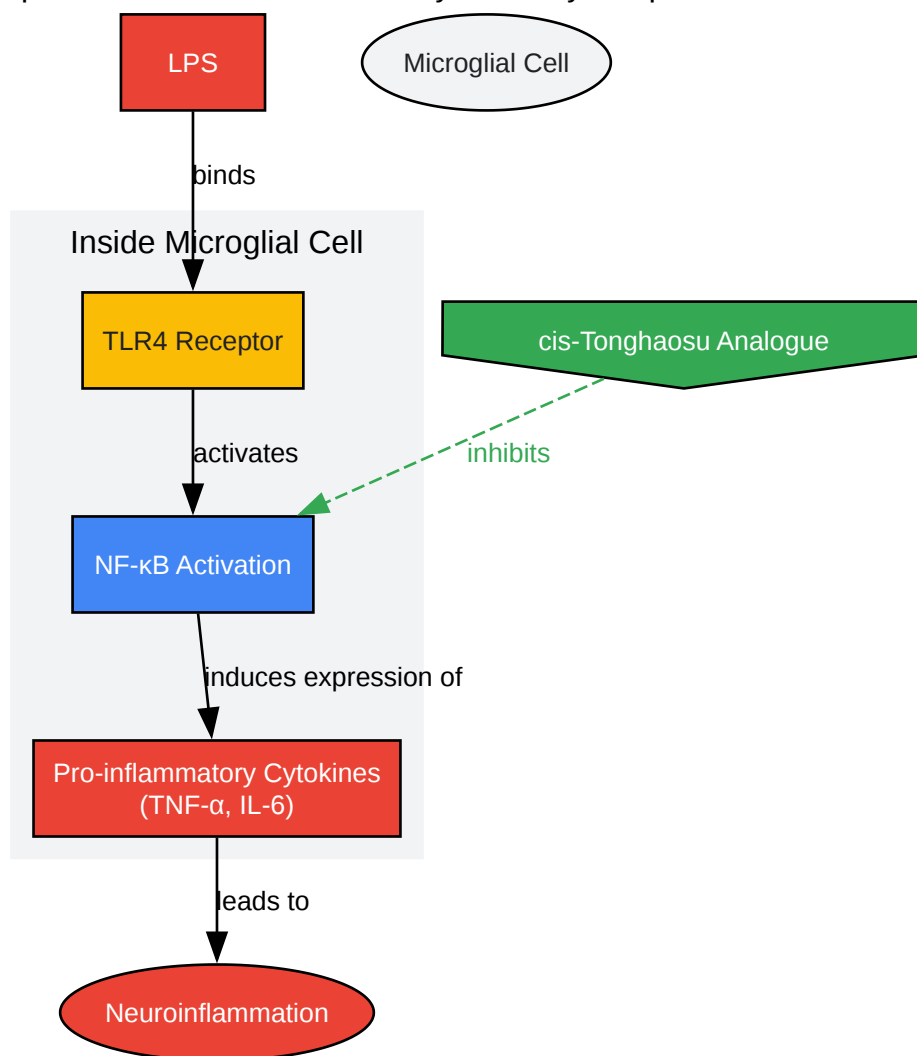 LPS
Microglial Cell
binds
Inside Microglial Cell
TLR4 Receptor
cis-Tonghaosu Analogue
activates
inhibits
NF-κB Activation
induces expression of
Pro-inflammatory Cytokines
(TNF-α, IL-6)
leads to
Neuroinflammation